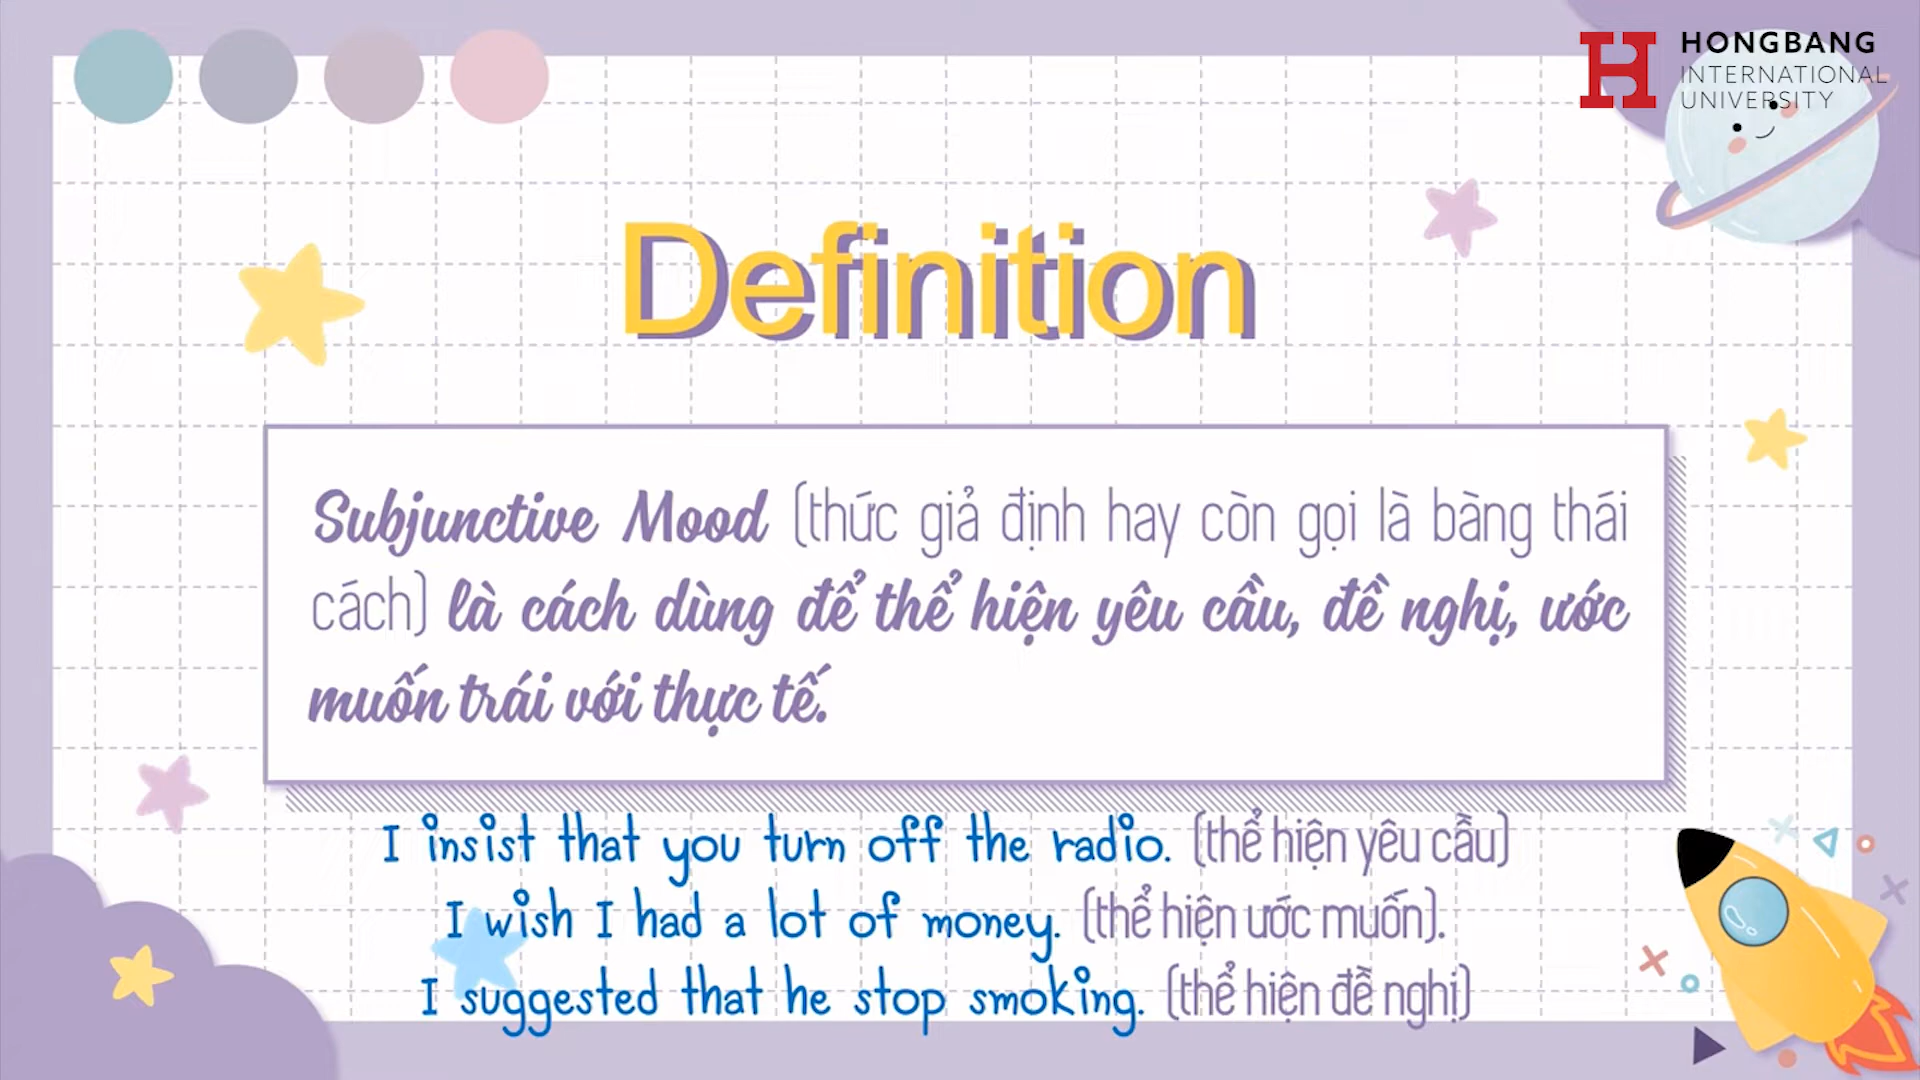 HONGBANG
INTERNATIONAL
UNIVERSITY
Definition
Subjunctive Mood (thức giả định hay còn gọi là bàng thái
cách) là cách dùng để thể hiện yêu cầu, đề nghị, ước
muốn trái với thực tế.
I insist that you turn off the radio. (thể hiện yêu cầu)
I wish I had a lot of money. (thể hiện ước muốn).
I suggested that he stop smoking. (thể hiện đề nghị)